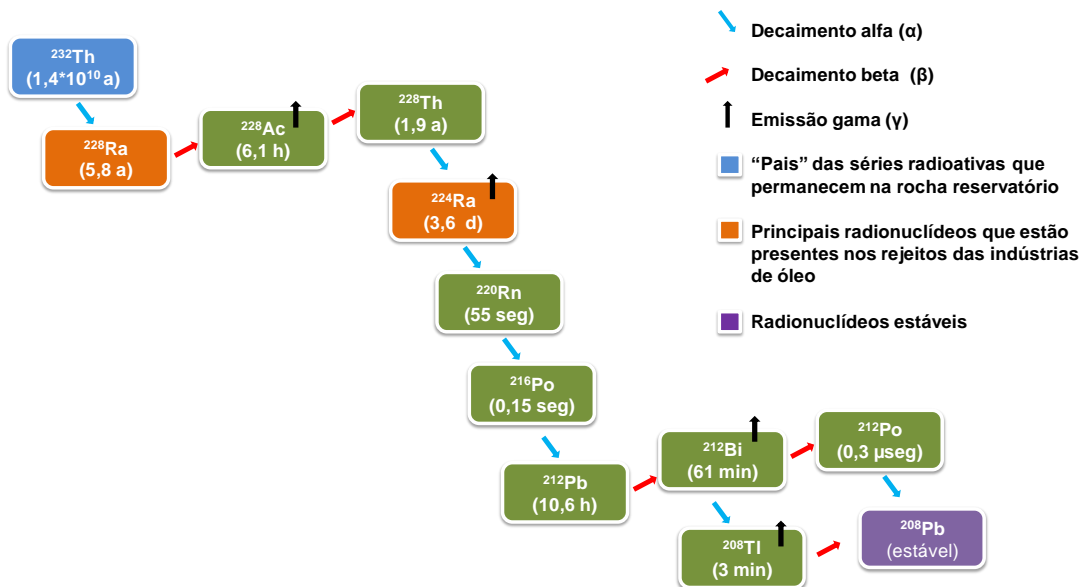 ²³²Th
(1,4*10¹⁰ a)
²²⁸Ra
(5,8 a)
²²⁸Ac
(6,1 h)
²²⁸Th
(1,9 a)
²²⁴Ra
(3,6 d)
²²⁰Rn
(55 seg)
²¹⁶Po
(0,15 seg)
²¹²Pb
(10,6 h)
²¹²Bi
(61 min)
²¹²Po
(0,3 µseg)
²⁰⁸Tl
(3 min)
²⁰⁸Pb
(estável)
Decaimento alfa (α)
Decaimento beta (β)
Emissão gama (γ)
“Pais” das séries radioativas que
permanecem na rocha reservatório
Principais radionuclídeos que estão
presentes nos rejeitos das indústrias
de óleo
Radionuclídeos estáveis